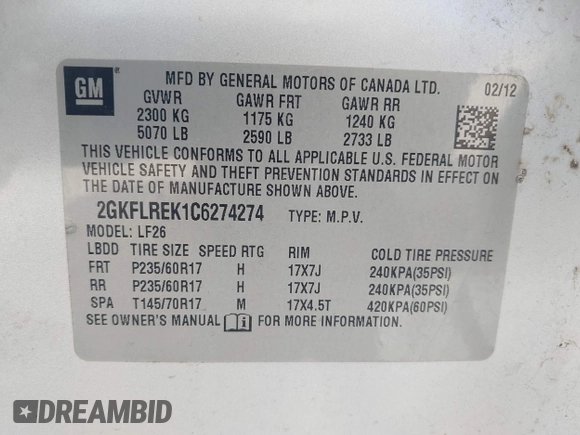 GM
MFD BY GENERAL MOTORS OF CANADA LTD.
02/12
GVWR GAWR FRT GAWR RR
2300 KG 1175 KG 1240 KG
5070 LB 2590 LB 2733 LB
THIS VEHICLE CONFORMS TO ALL APPLICABLE U.S. FEDERAL MOTOR
VEHICLE SAFETY AND THEFT PREVENTION STANDARDS IN EFFECT ON
THE DATE OF MANUFACTURE SHOWN ABOVE.
2GKFLREK1C6274274 TYPE: M.P.V.
MODEL: LF26
LBDD TIRE SIZE SPEED RTG RIM COLD TIRE PRESSURE
FRT P235/60R17 H 17X7J 240KPA(35PSI)
RR P235/60R17 H 17X7J 240KPA(35PSI)
SPA T145/70R17 M 17X4.5T 420KPA(60PSI)
SEE OWNER'S MANUAL FOR MORE INFORMATION.
DREAMBID